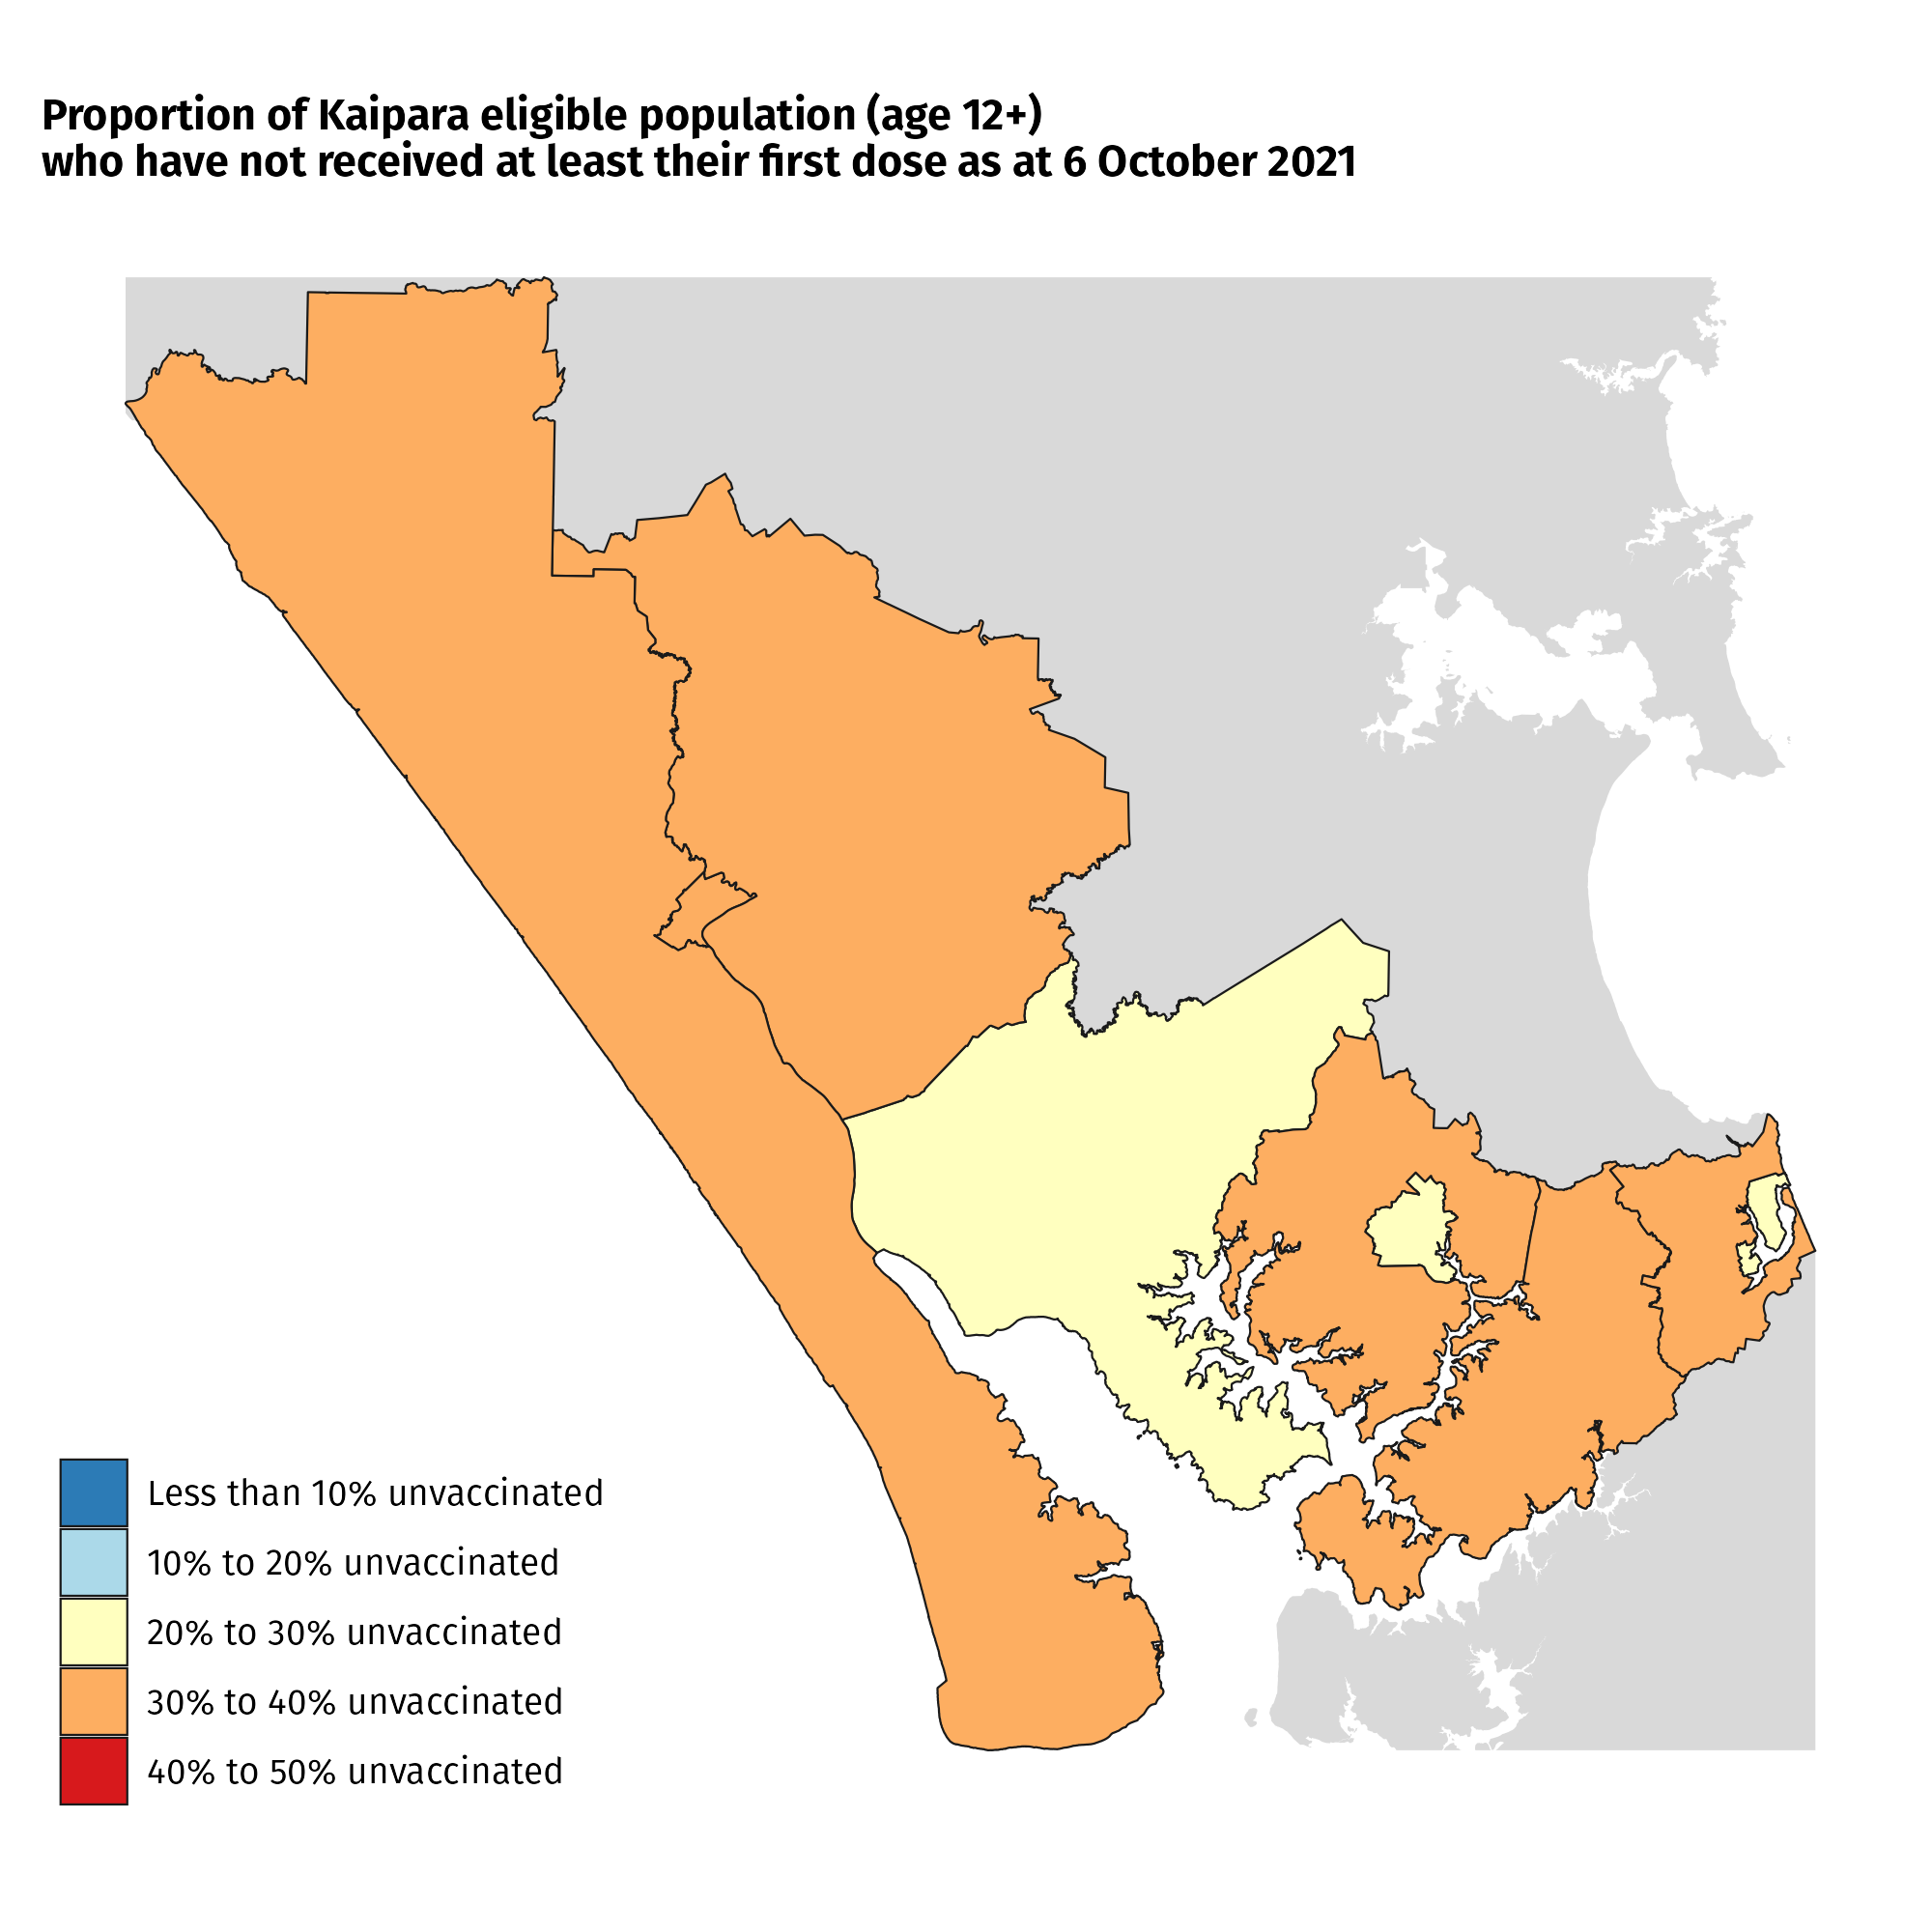 Proportion of Kaipara eligible population (age 12+)
who have not received at least their first dose as at 6 October 2021
Less than 10% unvaccinated
10% to 20% unvaccinated
20% to 30% unvaccinated
30% to 40% unvaccinated
40% to 50% unvaccinated